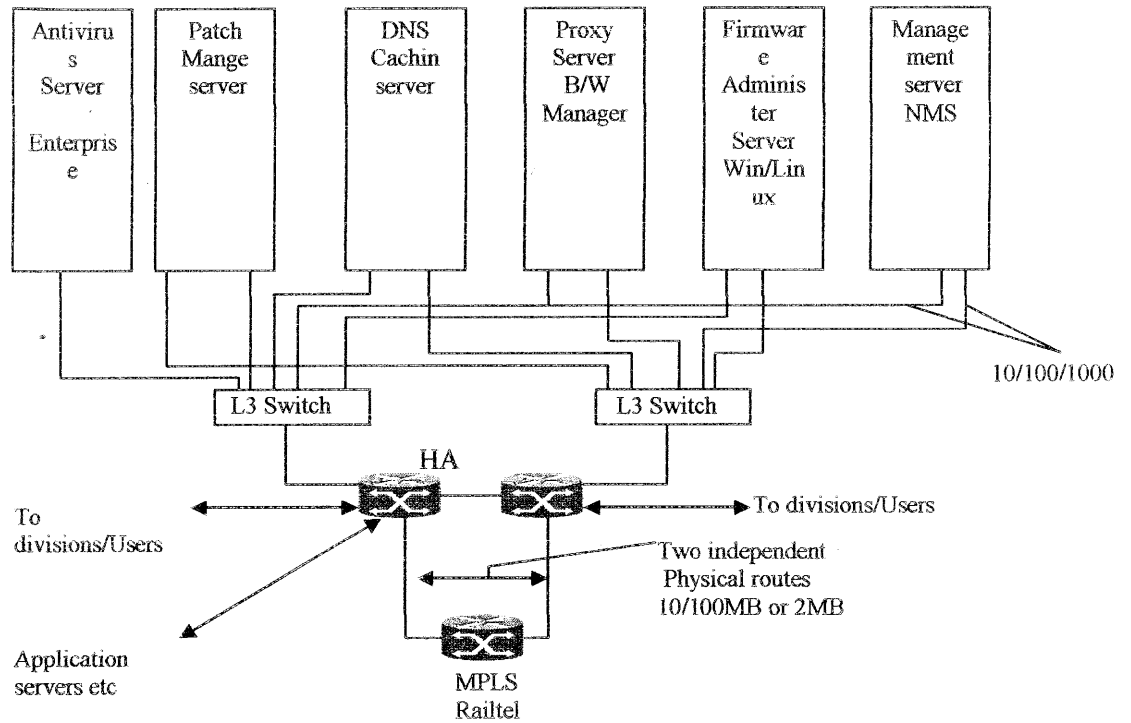 Antiviru
s
Server
Enterpris
e
Patch
Mange
server
DNS
Cachin
server
Proxy
Server
B/W
Manager
Firmwar
e
Adminis
ter
Server
Win/Lin
ux
Manage
ment
server
NMS
10/100/1000
L3 Switch
L3 Switch
HA
To
divisions/Users
To divisions/Users
Two independent
Physical routes
10/100MB or 2MB
Application
servers etc
MPLS
Railtel